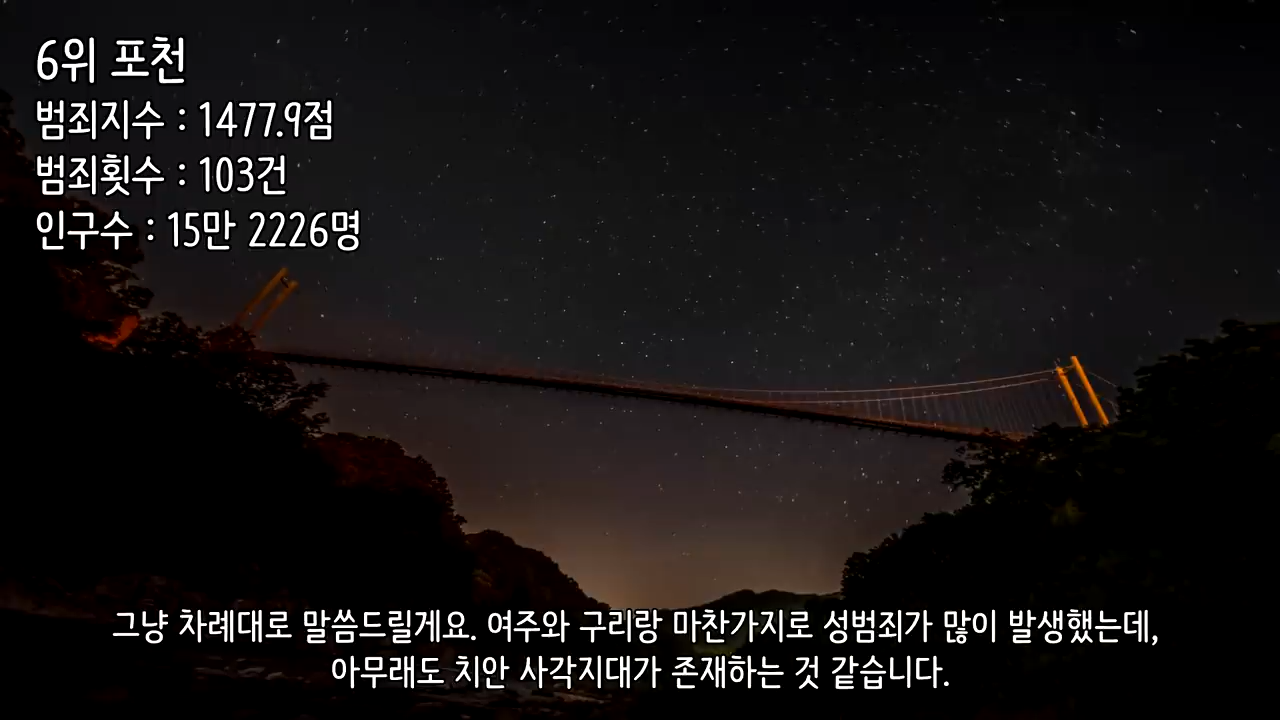 6위 포천
범죄지수 : 1477.9점
범죄횟수 : 103건
인구수 : 15만 2226명
그냥 차례대로 말씀드릴게요. 여주와 구리랑 마찬가지로 성범죄가 많이 발생했는데,
아무래도 치안 사각지대가 존재하는 것 같습니다.